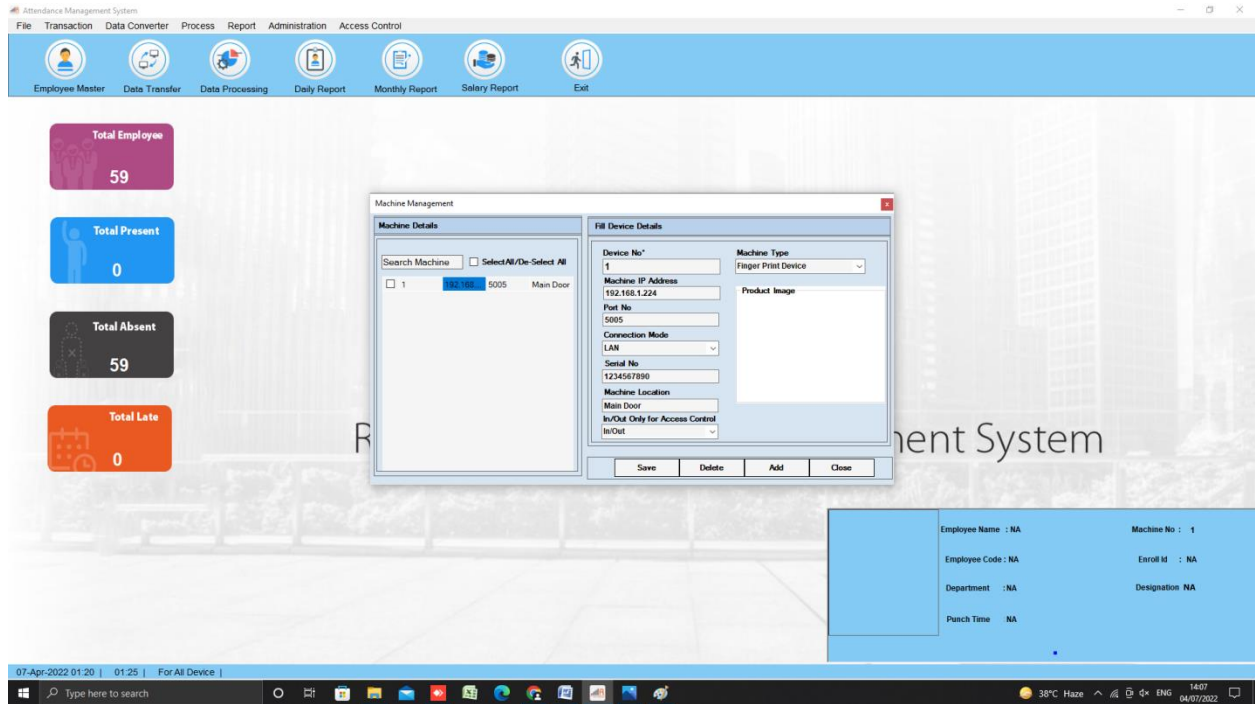 Attendance Management System
File Transaction Data Converter Process Report Administration Access Control
Employee Master Data Transfer Data Processing Daily Report Monthly Report Salary Report Exit
Total Employee
59
Total Present
0
Total Absent
59
Total Late
0
R
ment System
Machine Management
x
Machine Details
Search Machine SelectAll/De-Select All
1 192.168.... 5005 Main Door
Fill Device Details
Device No*
1
Machine IP Address
192.168.1.224
Port No
5005
Connection Mode
LAN
Serial No
1234567890
Machine Location
Main Door
In/Out Only for Access Control
In/Out
Machine Type
Finger Print Device
Product Image
Save Delete Add Close
Employee Name : NA Machine No : 1
Employee Code : NA Enroll Id : NA
Department :NA Designation NA
Punch Time NA
07-Apr-2022 01:20 | 01:25 | For All Device |
Type here to search
38°C Haze ENG
14:07
04/07/2022